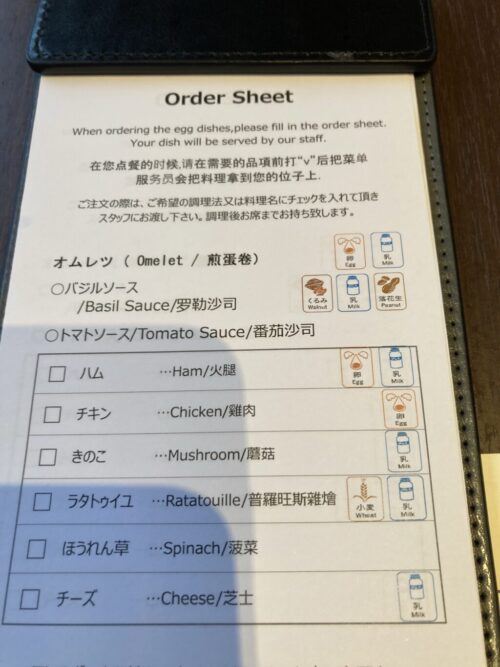 Order Sheet
When ordering the egg dishes,please fill in the order sheet.
Your dish will be served by our staff.
在您点餐的时候,请在需要的品項前打“v”后把菜单
服务员会把料理拿到您的位子上.
ご注文の際は、ご希望の調理法又は料理名にチェックを入れて頂き
スタッフにお渡し下さい。調理後お席までお持ち致します。
オムレツ ( Omelet / 煎蛋卷)
卵 Egg 乳 Milk
○バジルソース
/Basil Sauce/罗勒沙司
くるみ Walnut 乳 Milk 落花生 Peanut
○トマトソース/Tomato Sauce/番茄沙司
□ ハム …Ham/火腿 卵 Egg 乳 Milk
□ チキン …Chicken/雞肉 卵 Egg
□ きのこ …Mushroom/蘑菇 乳 Milk
□ ラタトゥイユ …Ratatouille/普羅旺斯雜燴 小麦 Wheat 乳 Milk
□ ほうれん草 …Spinach/菠菜
□ チーズ …Cheese/芝士 乳 Milk